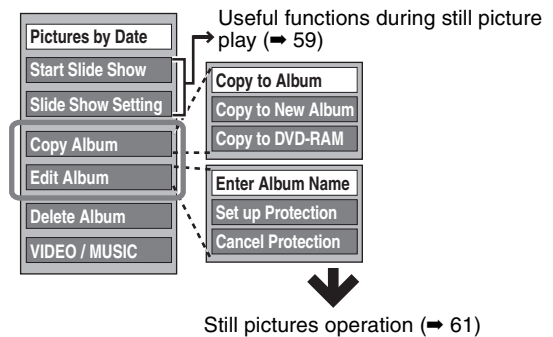 Useful functions during still picture
play (➡ 59)
Pictures by Date
Start Slide Show
Slide Show Setting
Copy Album
Edit Album
Delete Album
VIDEO / MUSIC
Copy to Album
Copy to New Album
Copy to DVD-RAM
Enter Album Name
Set up Protection
Cancel Protection
Still pictures operation (➡ 61)